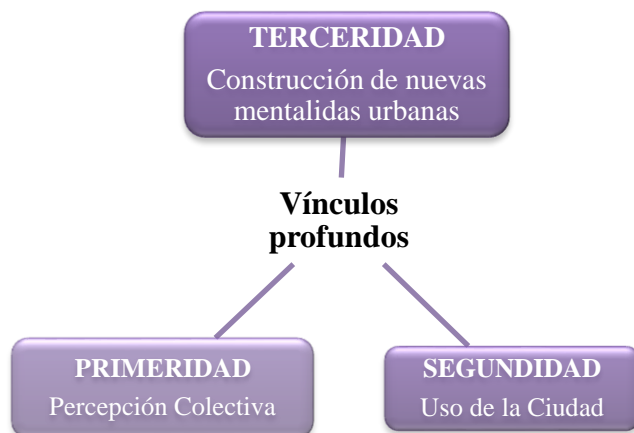 TERCERIDAD
Construcción de nuevas
mentalidas urbanas
Vínculos
profundos
PRIMERIDAD
Percepción Colectiva
SEGUNDIDAD
Uso de la Ciudad